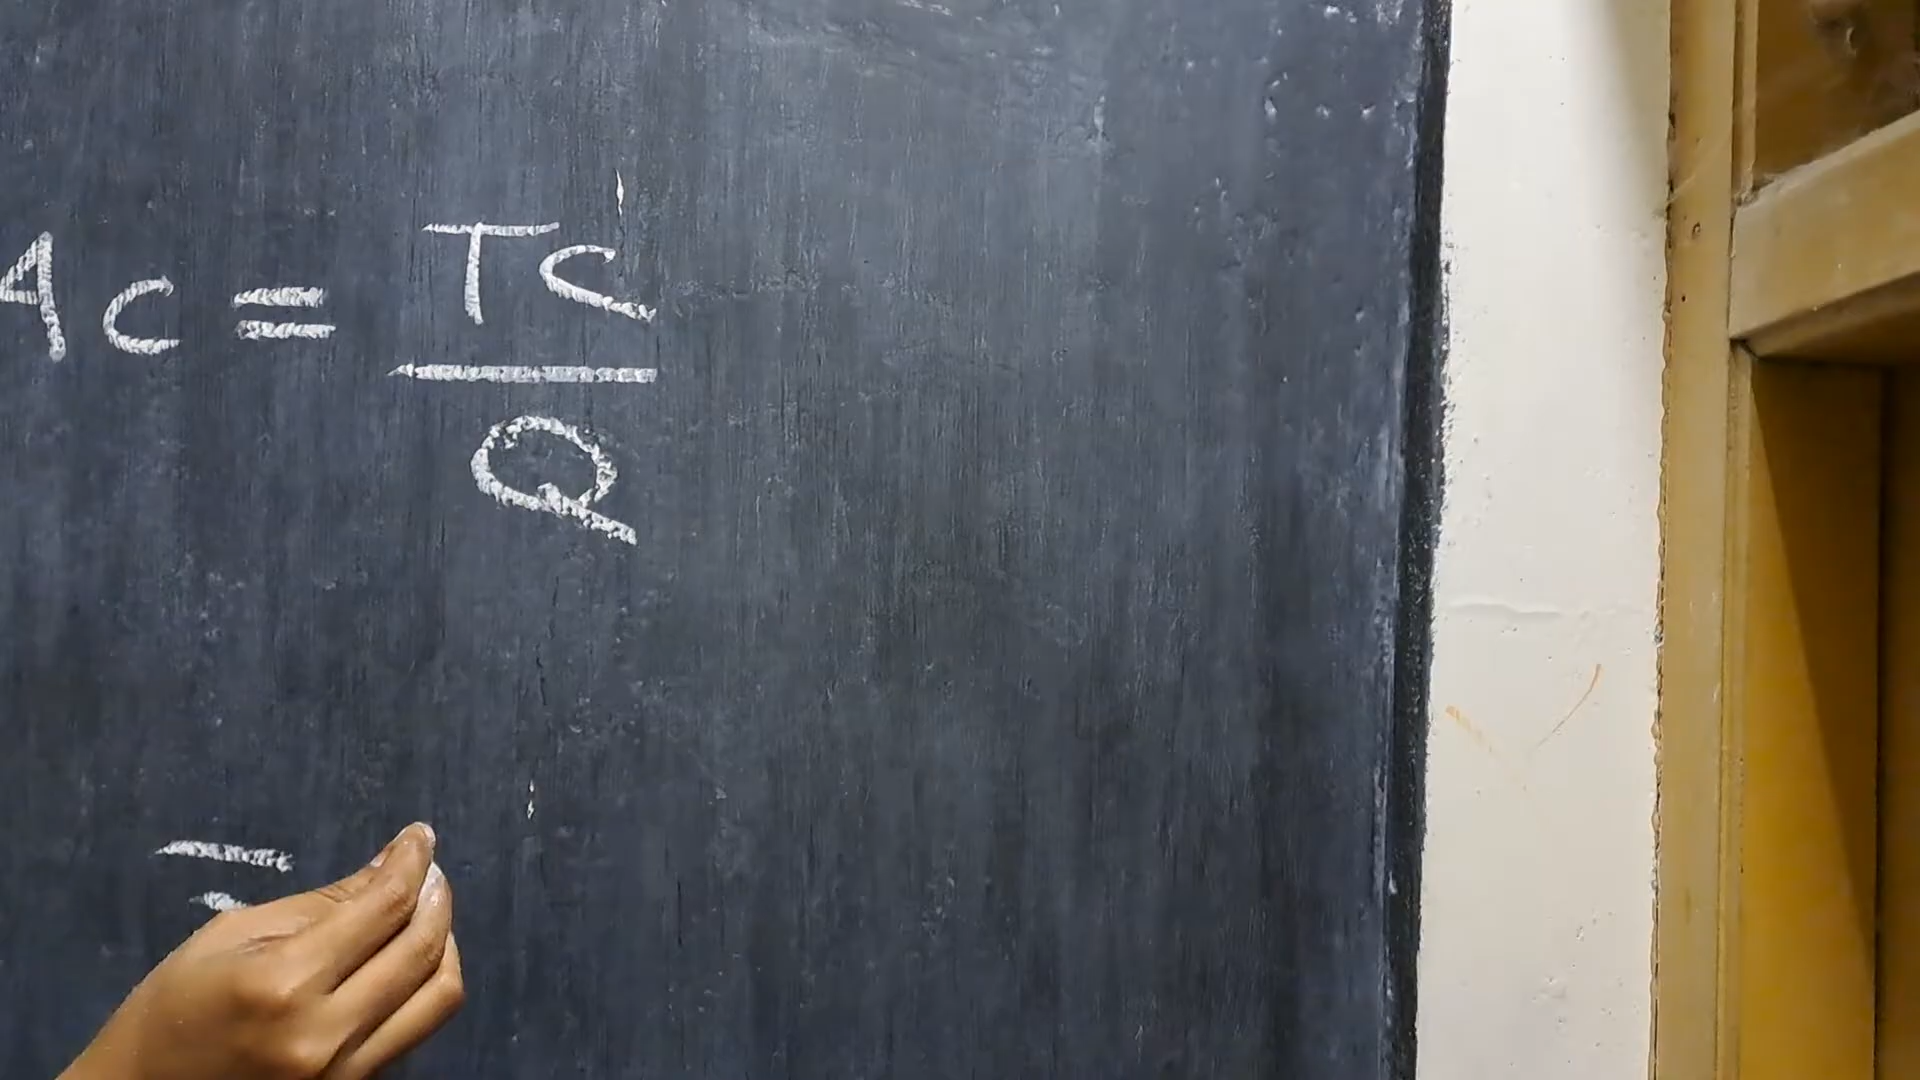 Ac = Tc
Q
=